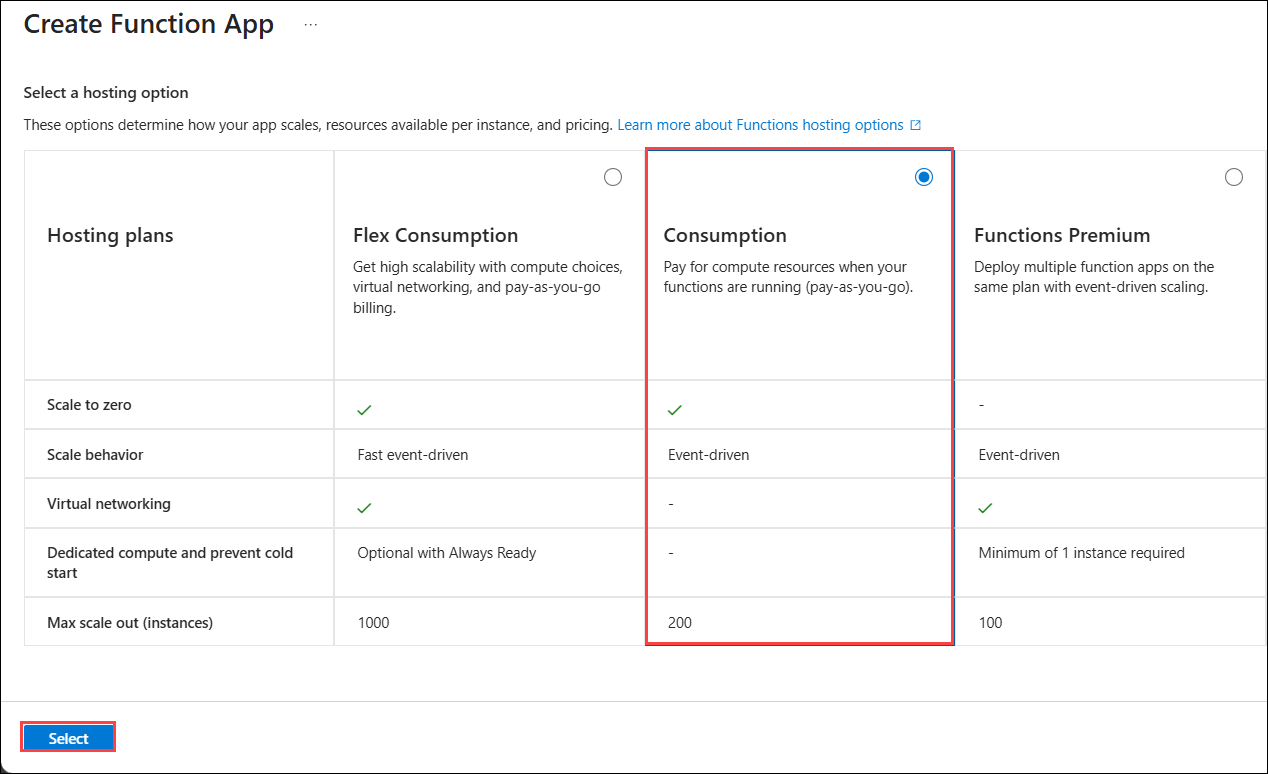 Create Function App ...
Select a hosting option
These options determine how your app scales, resources available per instance, and pricing. Learn more about Functions hosting options
Hosting plans
Flex Consumption
Get high scalability with compute choices,
virtual networking, and pay-as-you-go
billing.
Consumption
Pay for compute resources when your
functions are running (pay-as-you-go).
Functions Premium
Deploy multiple function apps on the
same plan with event-driven scaling.
Scale to zero -
Scale behavior Fast event-driven Event-driven Event-driven
Virtual networking -
Dedicated compute and prevent cold
start
Optional with Always Ready - Minimum of 1 instance required
Max scale out (instances) 1000 200 100
Select